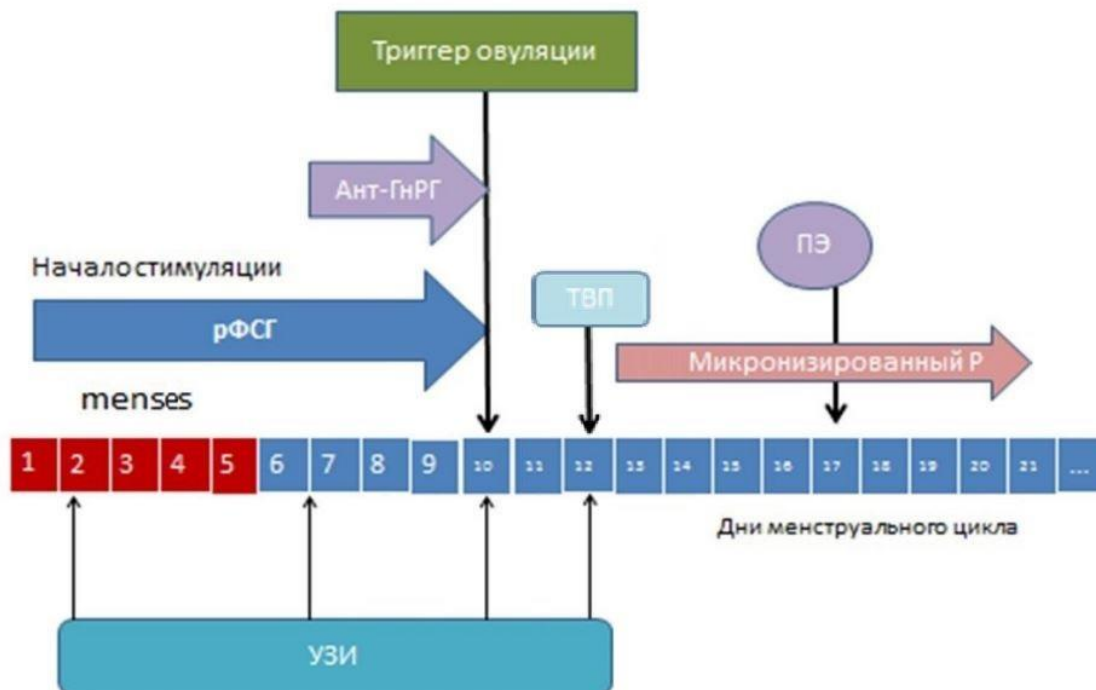 Триггер овуляции
Ант-ГнРГ
Начало стимуляции
ПЭ
ТВП
рФСГ
Микронизированный Р
menses
1 2 3 4 5 6 7 8 9 10 11 12 13 14 15 16 17 18 19 20 21 ...
Дни менструального цикла
УЗИ